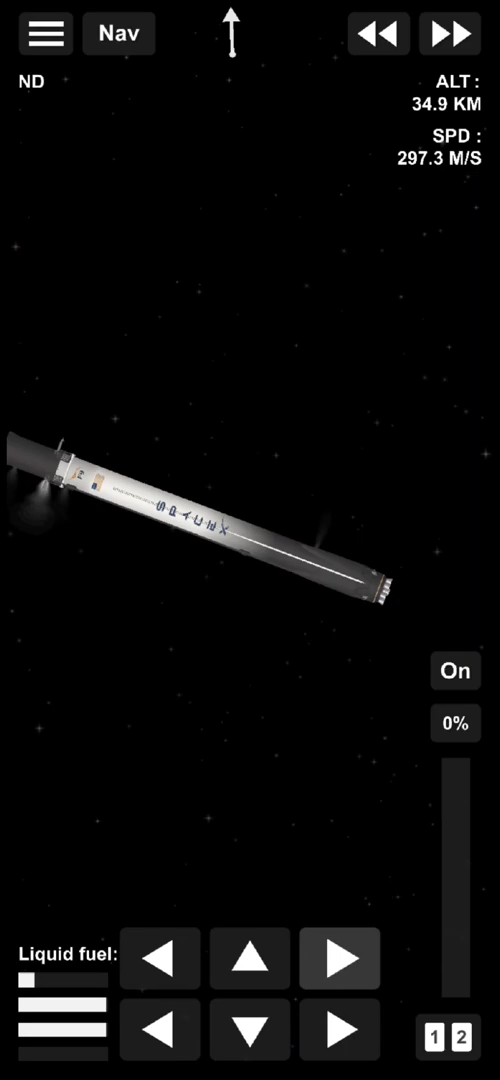 Nav
ND
ALT :
34.9 KM
SPD :
297.3 M/S
SPACEX
On
0%
Liquid fuel:
1 2